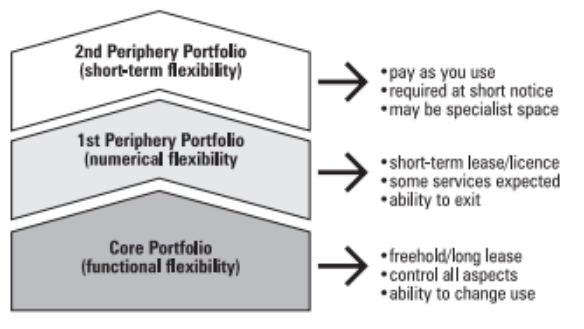 2nd Periphery Portfolio
(short-term flexibility)
•pay as you use
•required at short notice
•may be specialist space
1st Periphery Portfolio
(numerical flexibility
•short-term lease/licence
•some services expected
•ability to exit
Core Portfolio
(functional flexibility)
•freehold/long lease
•control all aspects
•ability to change use